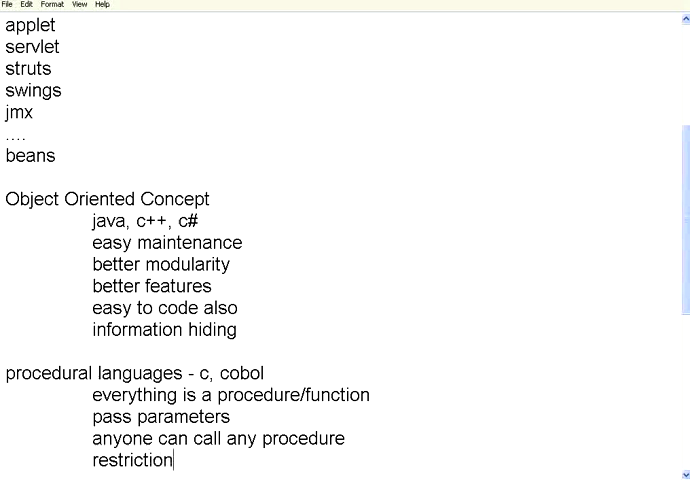 File Edit Format View Help
applet
servlet
struts
swings
jmx
....
beans
Object Oriented Concept
java, c++, c#
easy maintenance
better modularity
better features
easy to code also
information hiding
procedural languages - c, cobol
everything is a procedure/function
pass parameters
anyone can call any procedure
restriction